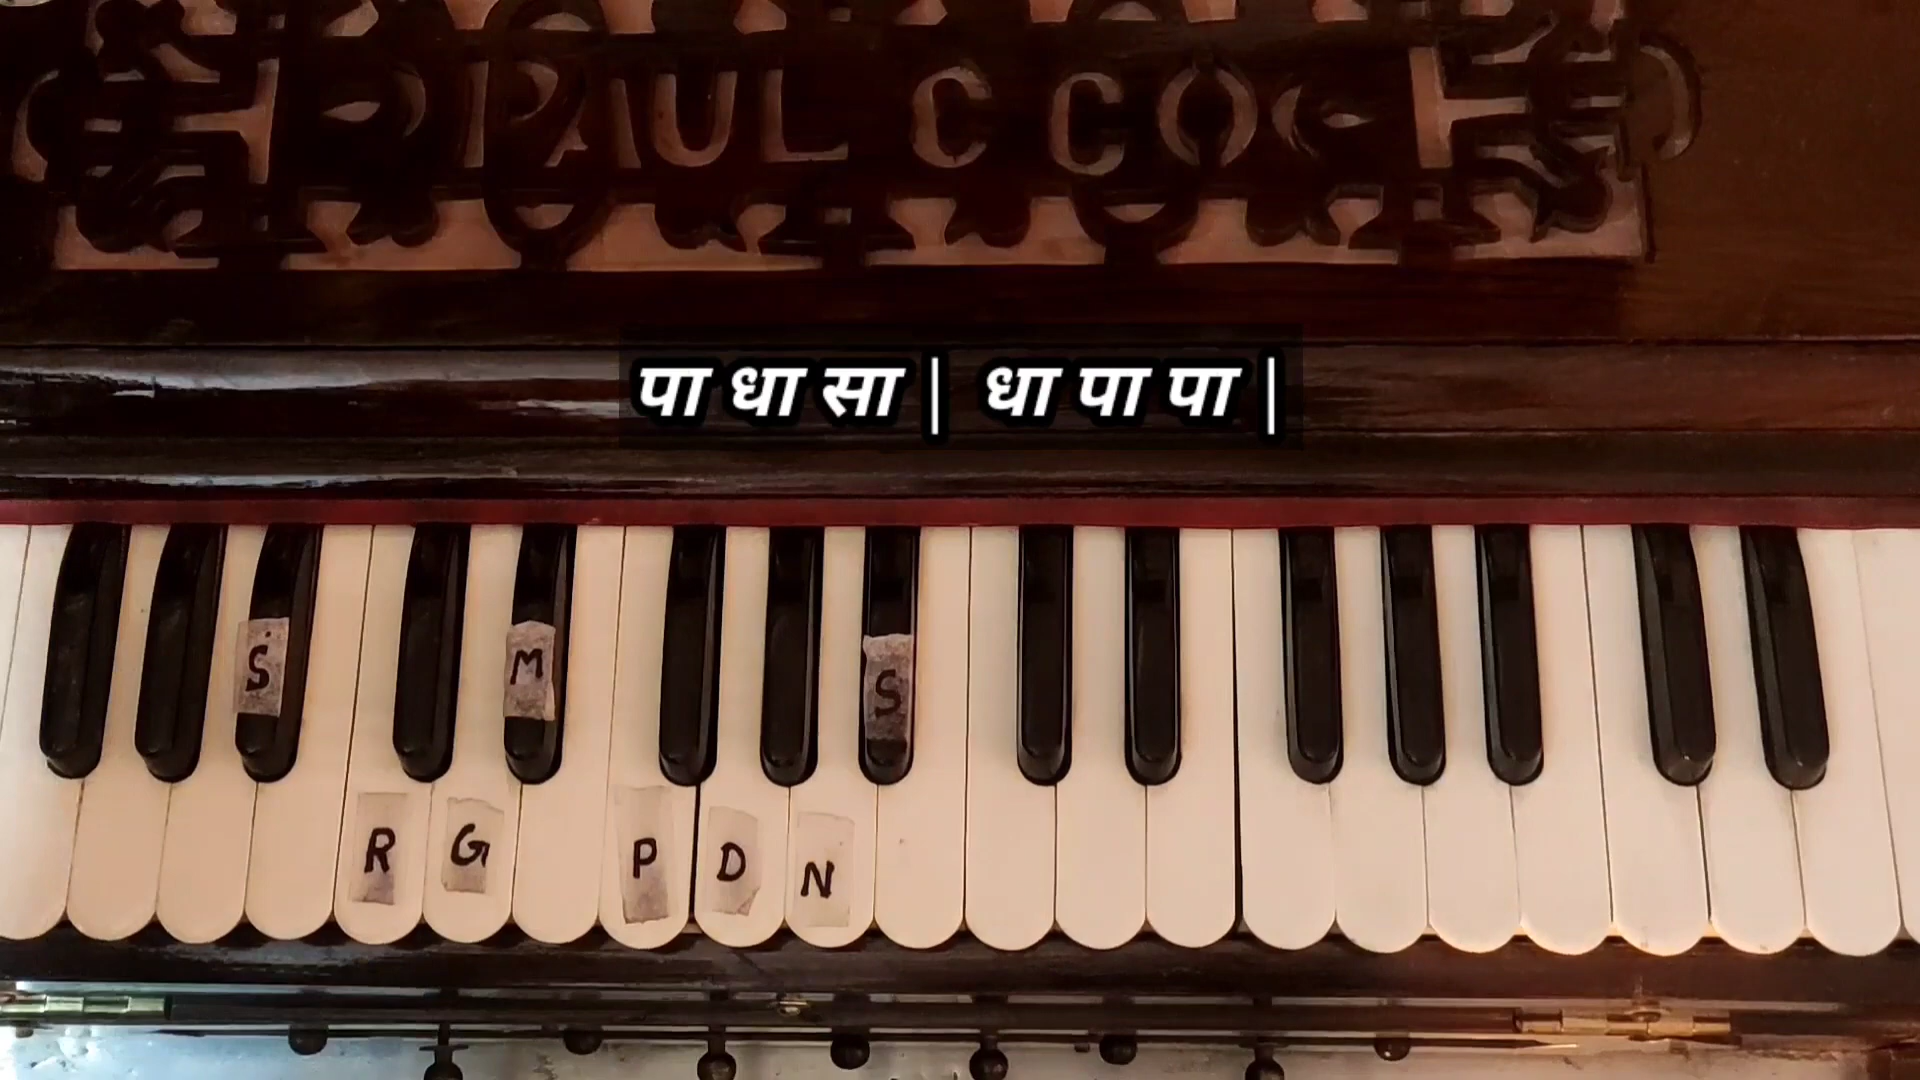 PAUL & CO
पा धा सा | धा पा पा |
S M S
R G P D N